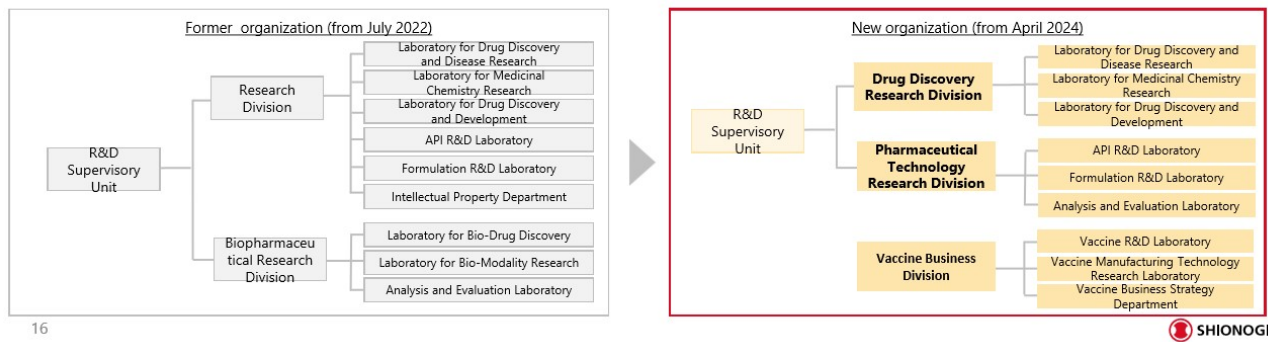 Former organization (from July 2022)
R&D
Supervisory
Unit
Research
Division
Laboratory for Drug Discovery
and Disease Research
Laboratory for Medicinal
Chemistry Research
Laboratory for Drug Discovery
and Development
API R&D Laboratory
Formulation R&D Laboratory
Intellectual Property Department
Biopharmaceu
tical Research
Division
Laboratory for Bio-Drug Discovery
Laboratory for Bio-Modality Research
Analysis and Evaluation Laboratory
New organization (from April 2024)
R&D
Supervisory
Unit
Drug Discovery
Research Division
Laboratory for Drug Discovery and
Disease Research
Laboratory for Medicinal Chemistry
Research
Laboratory for Drug Discovery and
Development
Pharmaceutical
Technology
Research Division
API R&D Laboratory
Formulation R&D Laboratory
Analysis and Evaluation Laboratory
Vaccine Business
Division
Vaccine R&D Laboratory
Vaccine Manufacturing Technology
Research Laboratory
Vaccine Business Strategy
Department
16
SHIONOGI